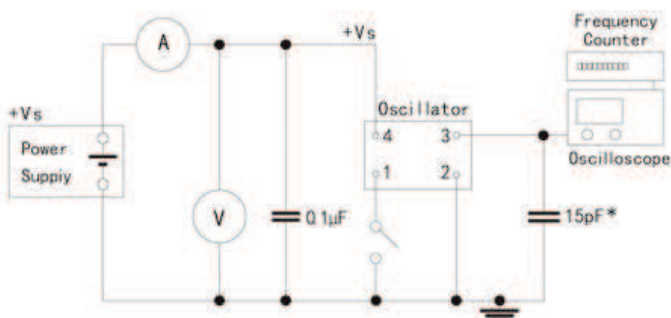 Frequency
Counter
+Vs
A
+Vs
Oscillator
Power
Suppiy
4 3
1 2
Oscilloscope
V
0.1μF
15pF*